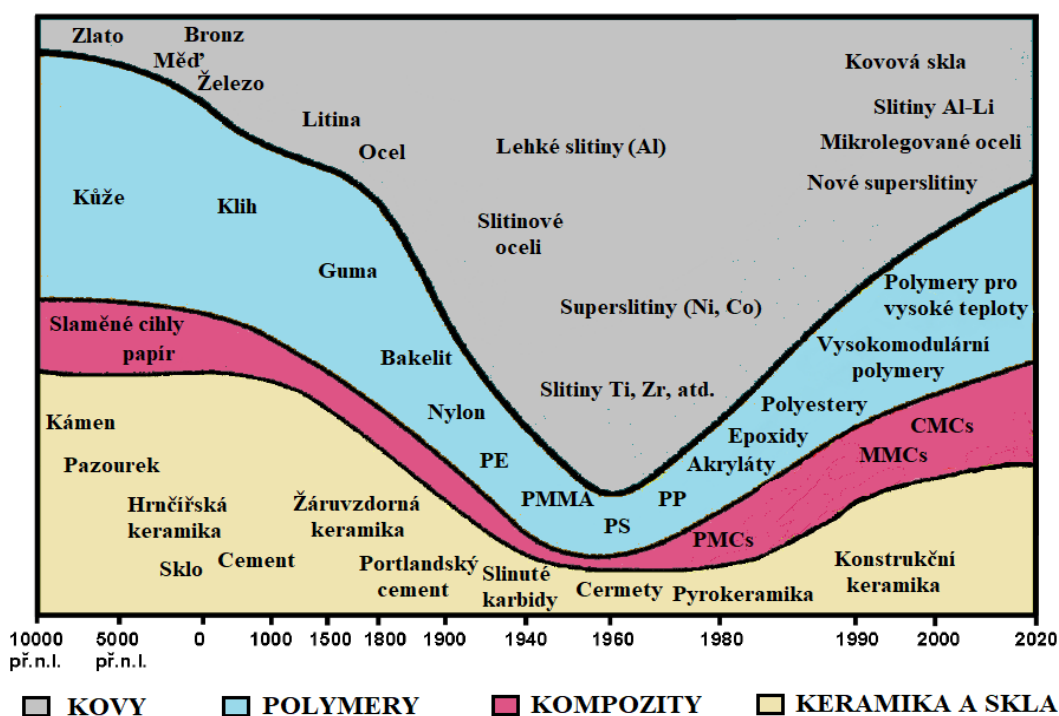 Zlato
Bronz
Měď
Železo
Litina
Ocel
Lehké slitiny (Al)
Slitinové
oceli
Superslitiny (Ni, Co)
Slitiny Ti, Zr, atd.
Kovová skla
Slitiny Al-Li
Mikrolegované oceli
Nové superslitiny
Kůže
Klih
Guma
Bakelit
Nylon
PE
PMMA
PS
PP
Akryláty
Epoxidy
Polyestery
Vysokomodulární
polymery
Polymery pro
vysoké teploty
Slaměné cihly
papír
PMCs
MMCs
CMCs
Kámen
Pazourek
Hrnčířská
keramika
Sklo
Cement
Žáruvzdorná
keramika
Portlandský
cement
Slinuté
karbidy
Cermety
Pyrokeramika
Konstrukční
keramika
10000 5000 0 1000 1500 1800 1900 1940 1960 1980 1990 2000 2020
př.n.l. př.n.l.
KOVY POLYMERY KOMPOZITY KERAMIKA A SKLA